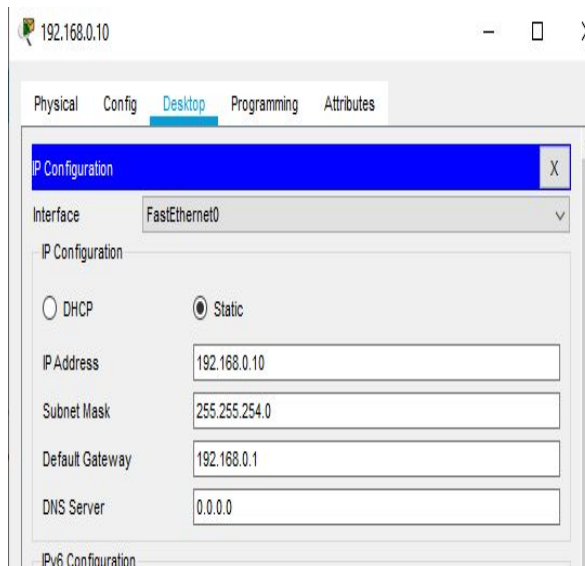 192.168.0.10
Physical Config Desktop Programming Attributes
IP Configuration X
Interface FastEthernet0
IP Configuration
DHCP Static
IP Address 192.168.0.10
Subnet Mask 255.255.254.0
Default Gateway 192.168.0.1
DNS Server 0.0.0.0
IPv6 Configuration